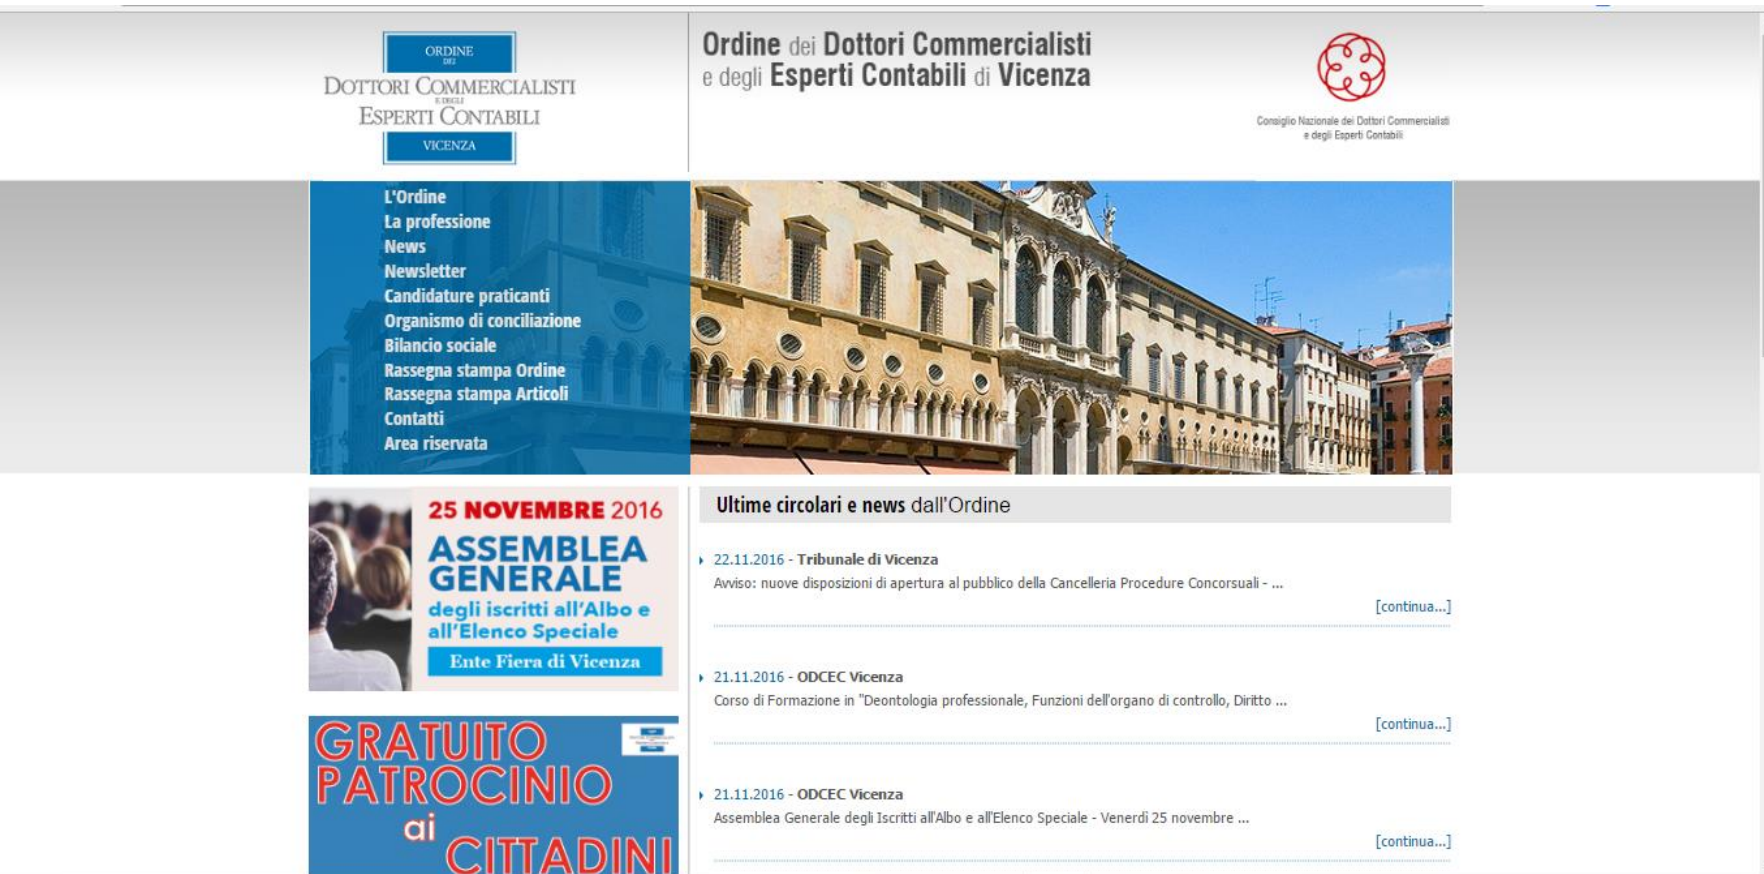 ORDINE
DEI
DOTTORI COMMERCIALISTI
E DEGLI
ESPERTI CONTABILI
VICENZA
Ordine dei Dottori Commercialisti
e degli Esperti Contabili di Vicenza
Consiglio Nazionale dei Dottori Commercialisti
e degli Esperti Contabili
L'Ordine
La professione
News
Newsletter
Candidature praticanti
Organismo di conciliazione
Bilancio sociale
Rassegna stampa Ordine
Rassegna stampa Articoli
Contatti
Area riservata
25 NOVEMBRE 2016
ASSEMBLEA
GENERALE
degli iscritti all'Albo e
all'Elenco Speciale
Ente Fiera di Vicenza
GRATUITO
PATROCINIO
ai
CITTADINI
Ultime circolari e news dall'Ordine
22.11.2016 - Tribunale di Vicenza
Avviso: nuove disposizioni di apertura al pubblico della Cancelleria Procedure Concorsuali - ...
[continua...]
21.11.2016 - ODCEC Vicenza
Corso di Formazione in "Deontologia professionale, Funzioni dell'organo di controllo, Diritto ...
[continua...]
21.11.2016 - ODCEC Vicenza
Assemblea Generale degli Iscritti all'Albo e all'Elenco Speciale - Venerdì 25 novembre ...
[continua...]